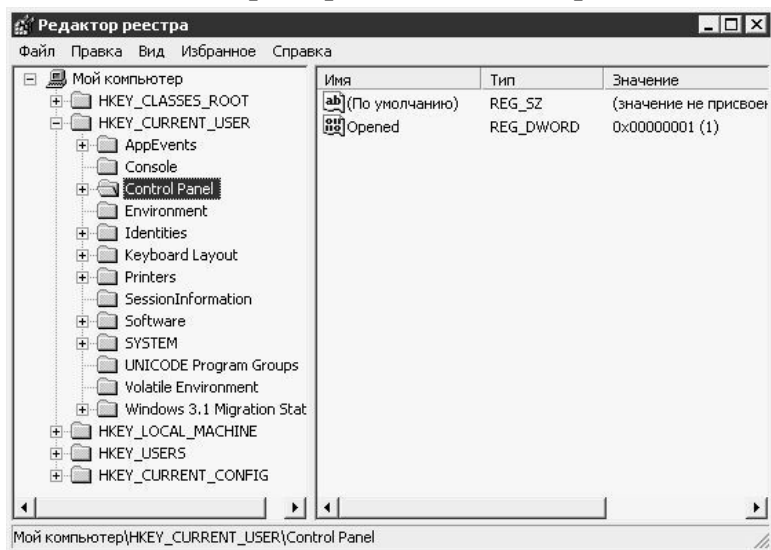 Редактор реестра
Файл Правка Вид Избранное Справка
Мой компьютер
HKEY_CLASSES_ROOT
HKEY_CURRENT_USER
AppEvents
Console
Control Panel
Environment
Identities
Keyboard Layout
Printers
SessionInformation
Software
SYSTEM
UNICODE Program Groups
Volatile Environment
Windows 3.1 Migration Stat
HKEY_LOCAL_MACHINE
HKEY_USERS
HKEY_CURRENT_CONFIG
Имя Тип Значение
(По умолчанию) REG_SZ (значение не присвоен
Opened REG_DWORD 0x00000001 (1)
Мой компьютер\HKEY_CURRENT_USER\Control Panel